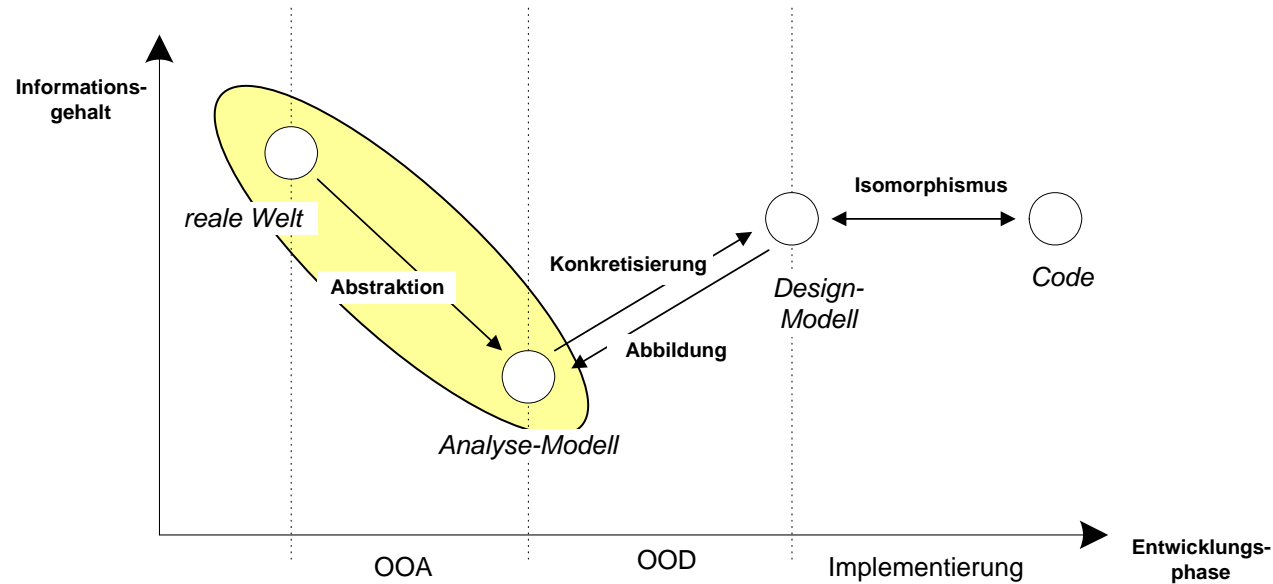 Informations-
gehalt
reale Welt
Abstraktion
Analyse-Modell
Konkretisierung
Abbildung
Design-
Modell
Isomorphismus
Code
OOA
OOD
Implementierung
Entwicklungs-
phase